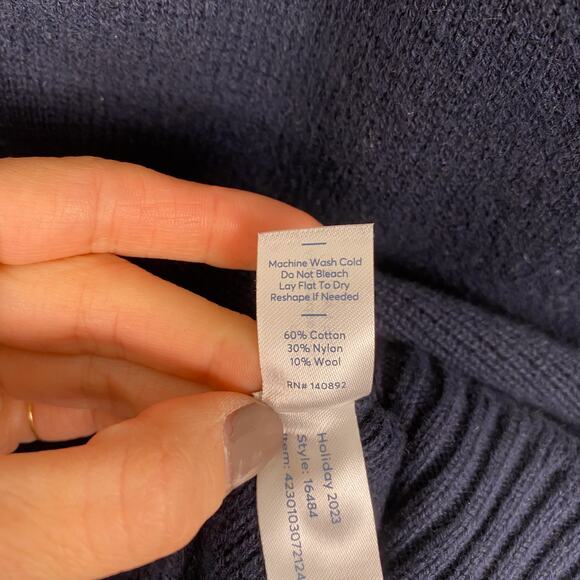 Machine Wash Cold
Do Not Bleach
Lay Flat To Dry
Reshape If Needed
60% Cotton
30% Nylon
10% Wool
RN# 140892
Holiday 2023
Style: 16484
4230103072124